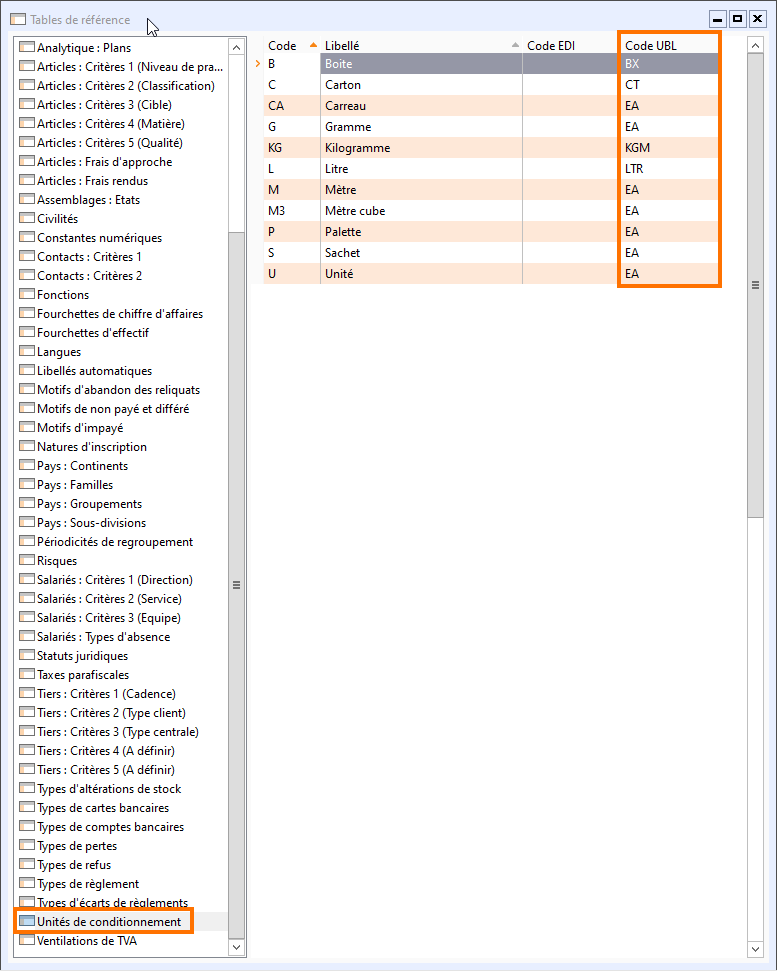 Tables de référence
Analytique : Plans
Articles : Critères 1 (Niveau de pra...
Articles : Critères 2 (Classification)
Articles : Critères 3 (Cible)
Articles : Critères 4 (Matière)
Articles : Critères 5 (Qualité)
Articles : Frais d'approche
Articles : Frais rendus
Assemblages : Etats
Civilités
Constantes numériques
Contacts : Critères 1
Contacts : Critères 2
Fonctions
Fourchettes de chiffre d'affaires
Fourchettes d'effectif
Langues
Libellés automatiques
Motifs d'abandon des reliquats
Motifs de non payé et différé
Motifs d'impayé
Natures d'inscription
Pays : Continents
Pays : Familles
Pays : Groupements
Pays : Sous-divisions
Périodicités de regroupement
Risques
Salariés : Critères 1 (Direction)
Salariés : Critères 2 (Service)
Salariés : Critères 3 (Equipe)
Salariés : Types d'absence
Statuts juridiques
Taxes parafiscales
Tiers : Critères 1 (Cadence)
Tiers : Critères 2 (Type client)
Tiers : Critères 3 (Type centrale)
Tiers : Critères 4 (A définir)
Tiers : Critères 5 (A définir)
Types d'altérations de stock
Types de cartes bancaires
Types de comptes bancaires
Types de pertes
Types de refus
Types de règlement
Types d'écarts de règlements
Unités de conditionnement
Ventilations de TVA
Code Libellé Code EDI Code UBL
B Boite BX
C Carton CT
CA Carreau EA
G Gramme EA
KG Kilogramme KGM
L Litre LTR
M Mètre EA
M3 Mètre cube EA
P Palette EA
S Sachet EA
U Unité EA